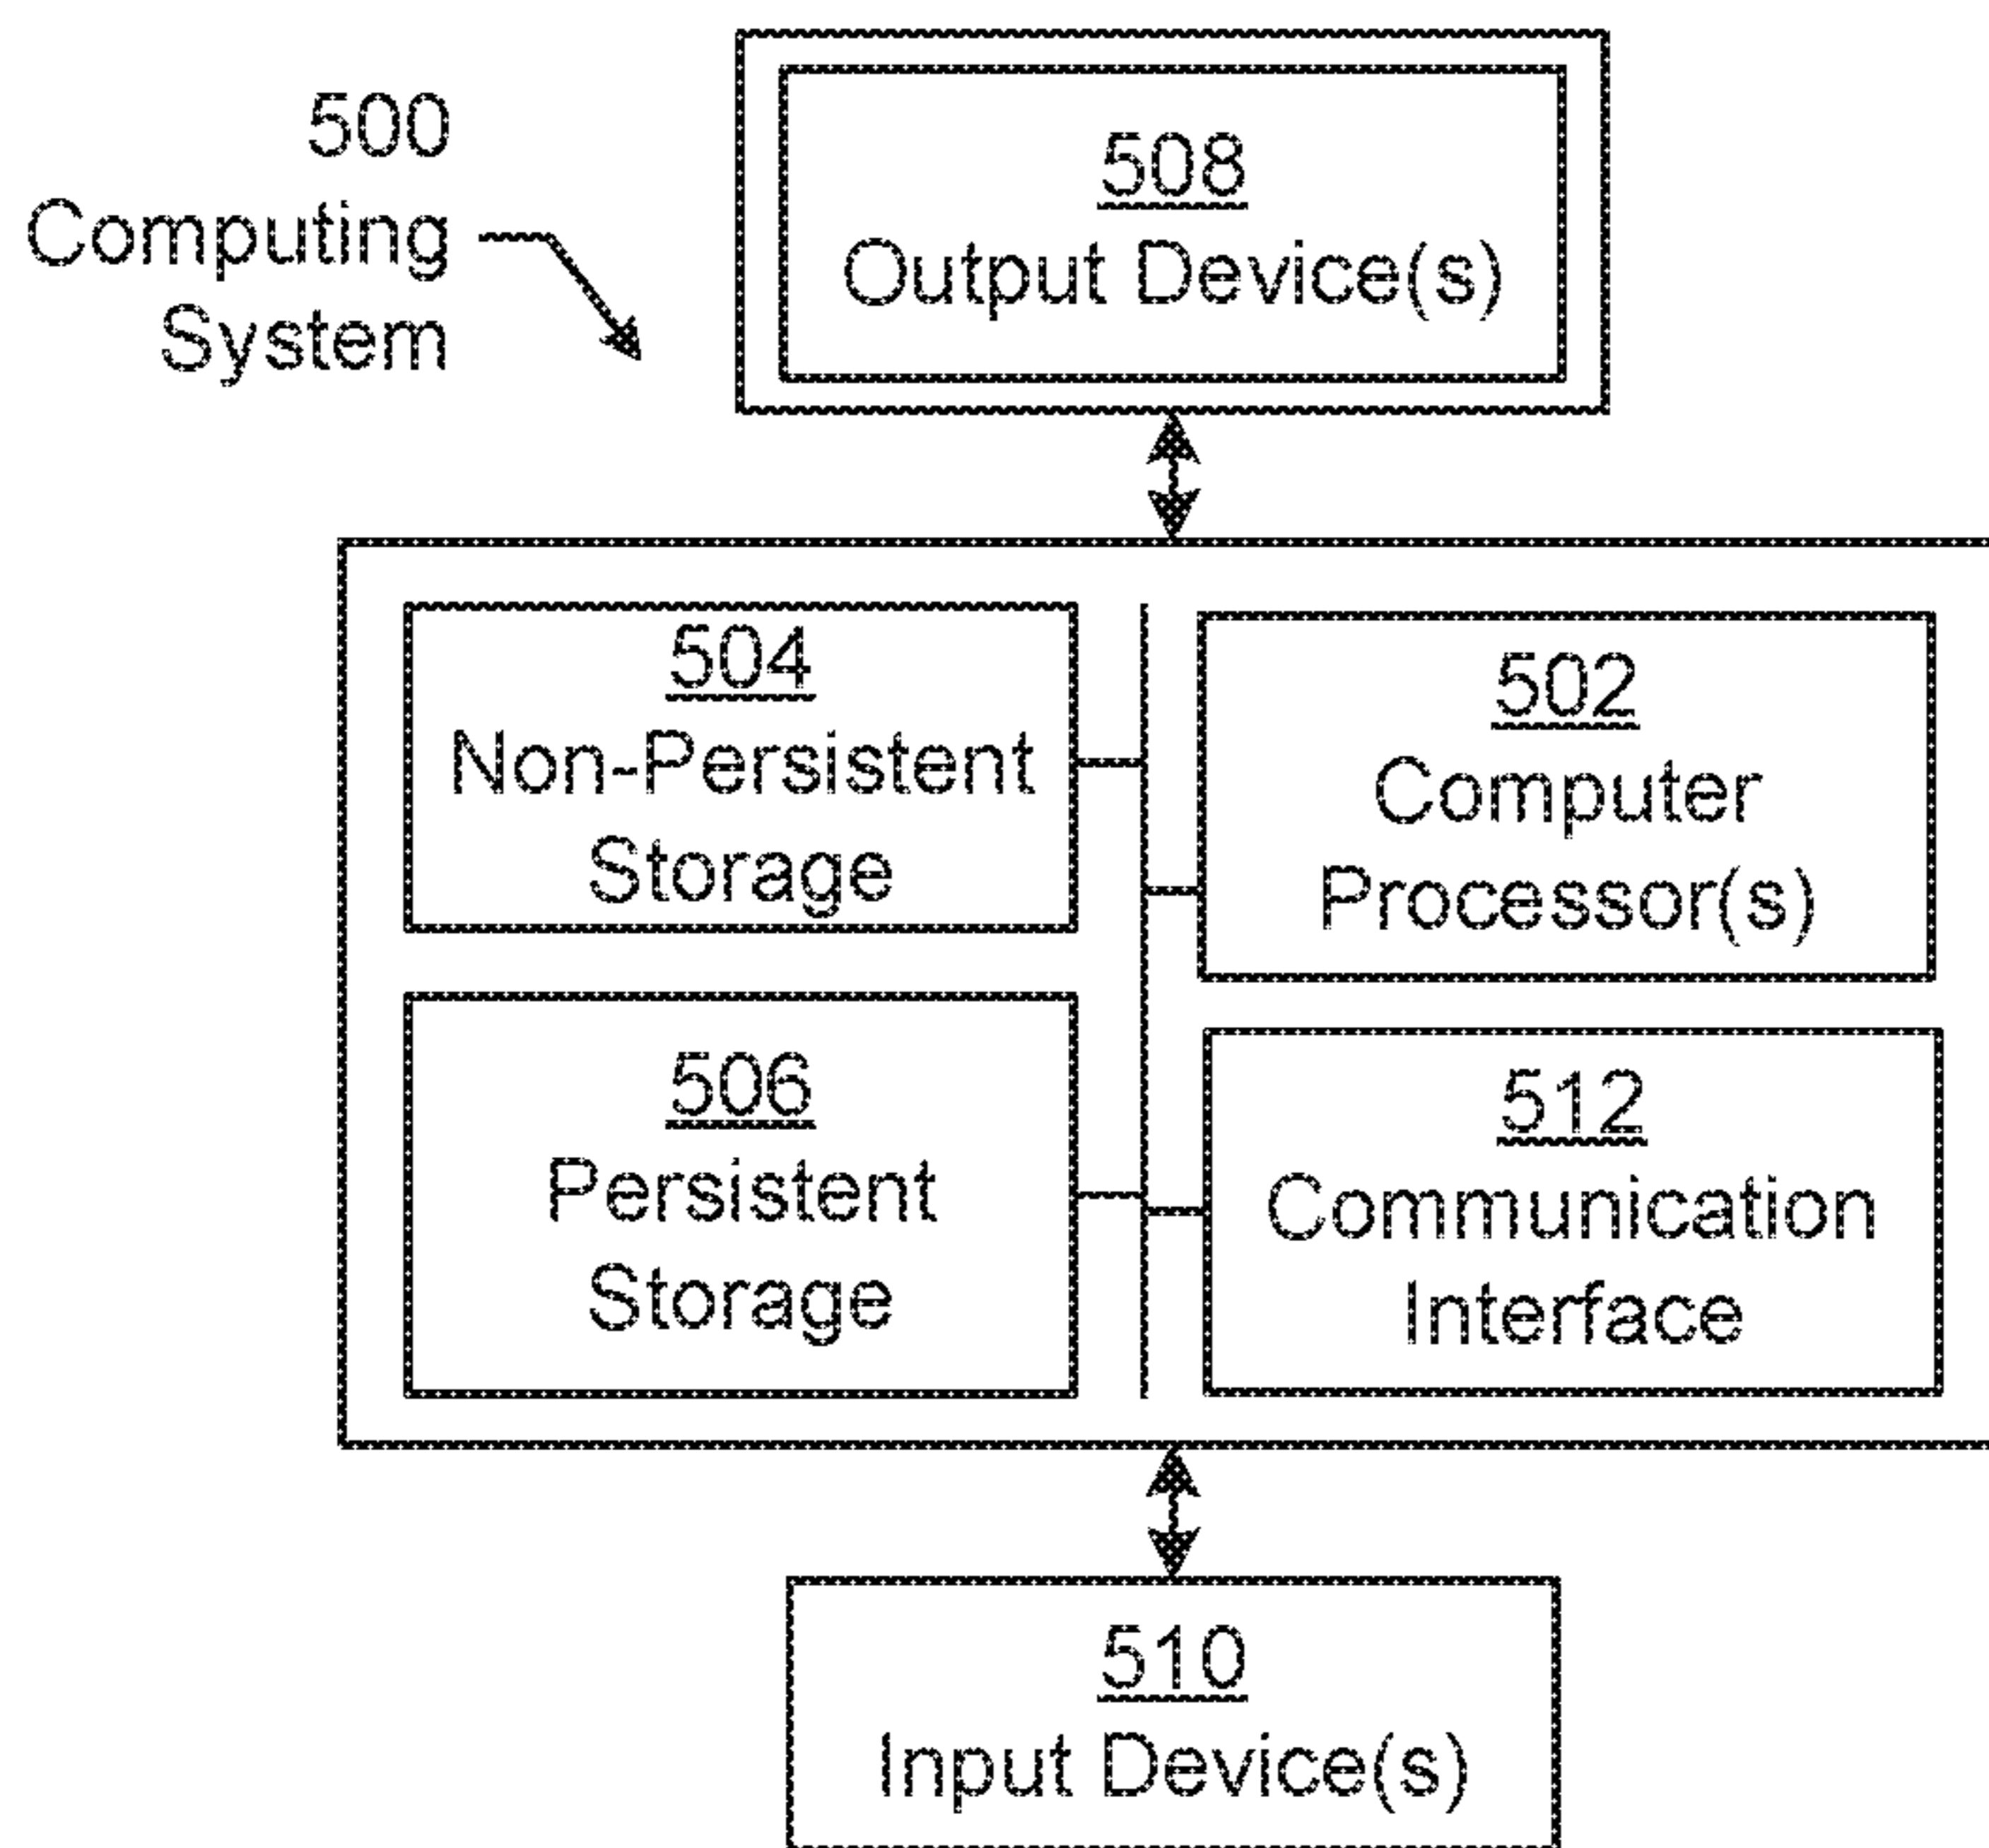 500
Computing
System
508
Output Device(s)
504
Non-Persistent
Storage
502
Computer
Processor(s)
506
Persistent
Storage
512
Communication
Interface
510
Input Device(s)